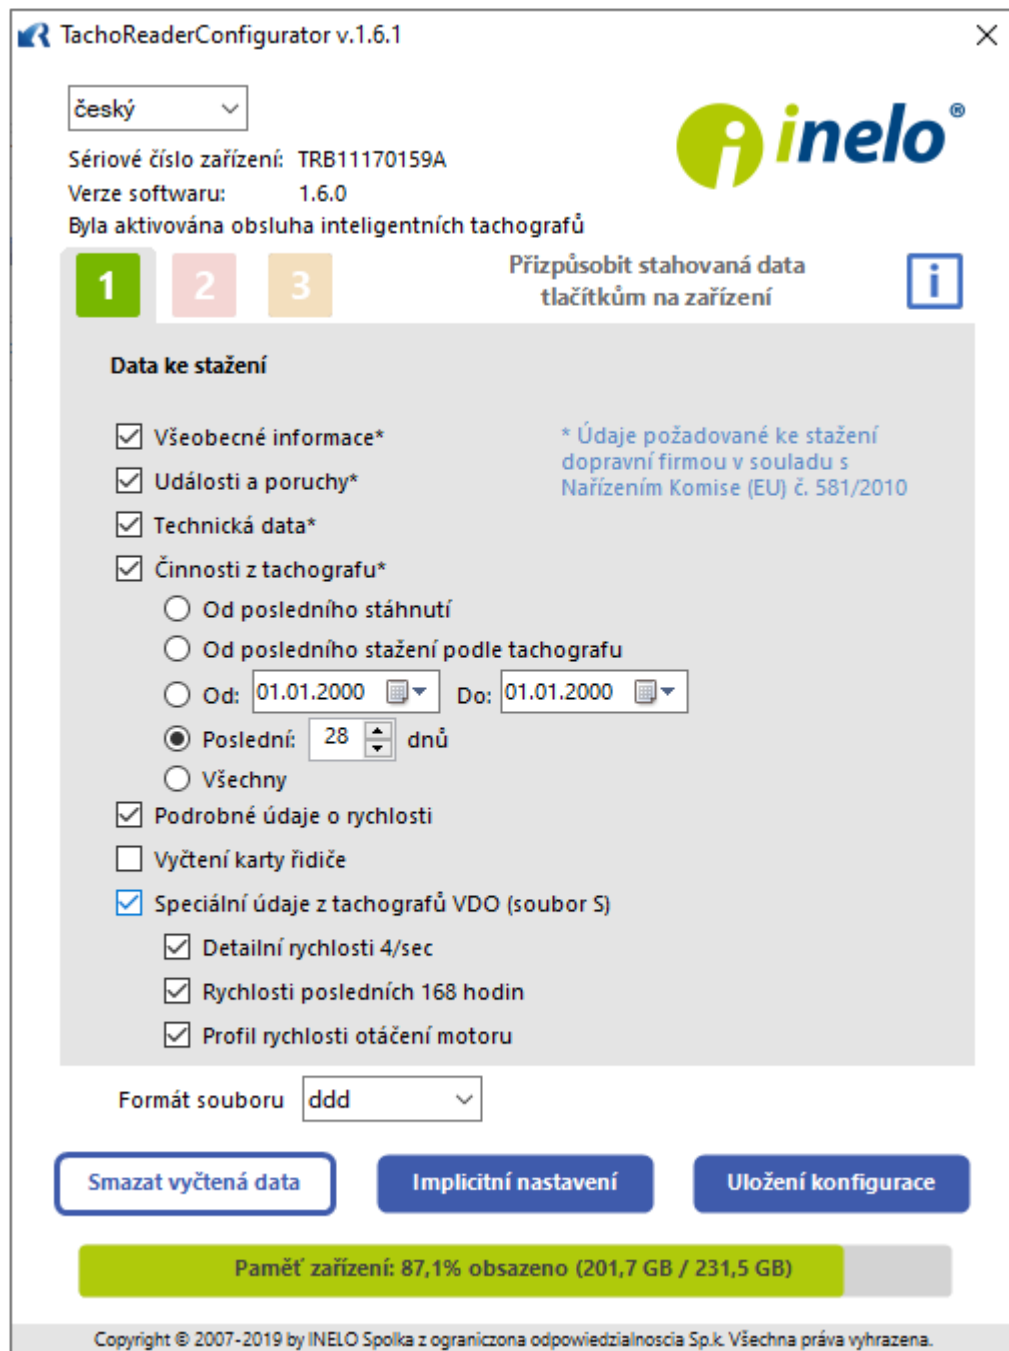 TachoReaderConfigurator v.1.6.1
český
inelo®
Sériové číslo zařízení: TRB11170159A
Verze softwaru: 1.6.0
Byla aktivována obsluha inteligentních tachografů
1 2 3
Přizpůsobit stahovaná data
tlačítkům na zařízení
i
Data ke stažení
Všeobecné informace*
* Údaje požadované ke stažení
dopravní firmou v souladu s
Nařízením Komise (EU) č. 581/2010
Události a poruchy*
Technická data*
Činnosti z tachografu*
Od posledního stáhnutí
Od posledního stažení podle tachografu
Od: 01.01.2000 Do: 01.01.2000
Poslední: 28 dnů
Všechny
Podrobné údaje o rychlosti
Vyčtení karty řidiče
Speciální údaje z tachografů VDO (soubor S)
Detailní rychlosti 4/sec
Rychlosti posledních 168 hodin
Profil rychlosti otáčení motoru
Formát souboru ddd
Smazat vyčtená data Implicitní nastavení Uložení konfigurace
Paměť zařízení: 87,1% obsazeno (201,7 GB / 231,5 GB)
Copyright © 2007-2019 by INELO Spolka z ograniczona odpowiedzialnoscia Sp.k. Všechna práva vyhrazena.